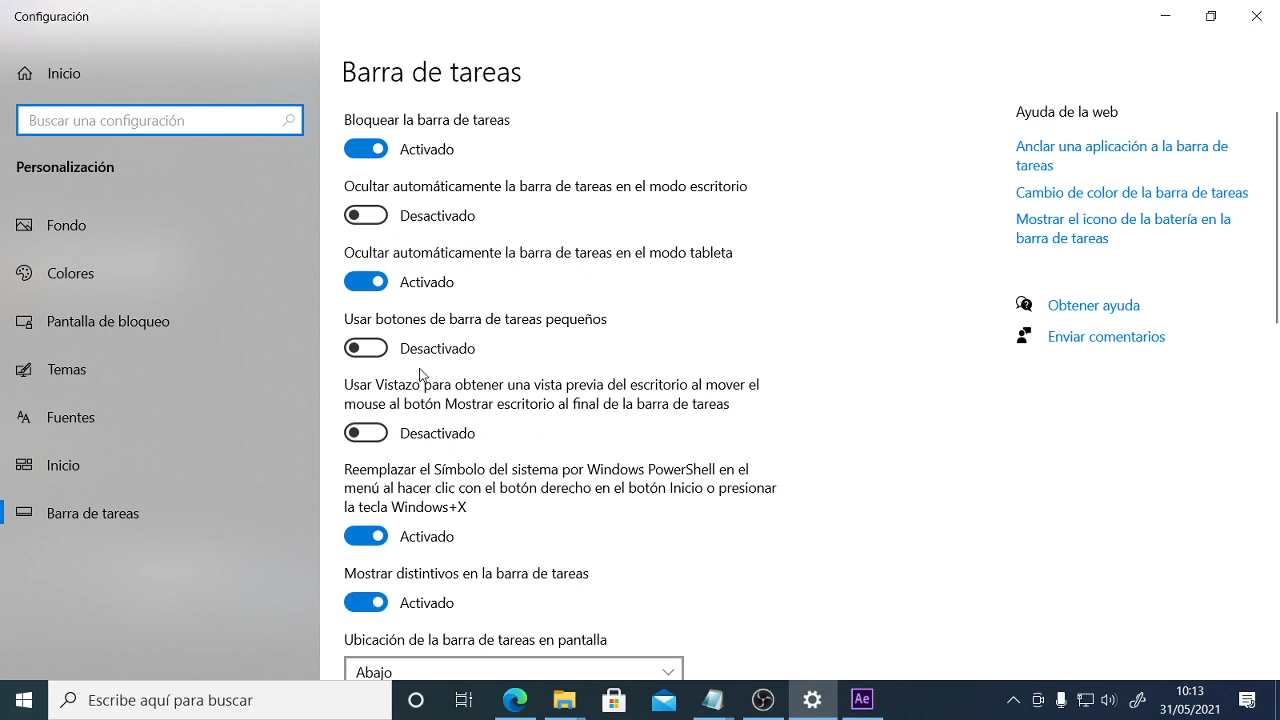 Configuración
Inicio
Buscar una configuración
Personalización
Fondo
Colores
Pantalla de bloqueo
Temas
Fuentes
Inicio
Barra de tareas
Barra de tareas
Bloquear la barra de tareas
Activado
Ocultar automáticamente la barra de tareas en el modo escritorio
Desactivado
Ocultar automáticamente la barra de tareas en el modo tableta
Activado
Usar botones de barra de tareas pequeños
Desactivado
Usar Vistazo para obtener una vista previa del escritorio al mover el
mouse al botón Mostrar escritorio al final de la barra de tareas
Desactivado
Reemplazar el Símbolo del sistema por Windows PowerShell en el
menú al hacer clic con el botón derecho en el botón Inicio o presionar
la tecla Windows+X
Activado
Mostrar distintivos en la barra de tareas
Activado
Ubicación de la barra de tareas en pantalla
Abajo
Ayuda de la web
Anclar una aplicación a la barra de
tareas
Cambio de color de la barra de tareas
Mostrar el icono de la batería en la
barra de tareas
Obtener ayuda
Enviar comentarios
Escribe aquí para buscar
Ae
10:13
31/05/2021